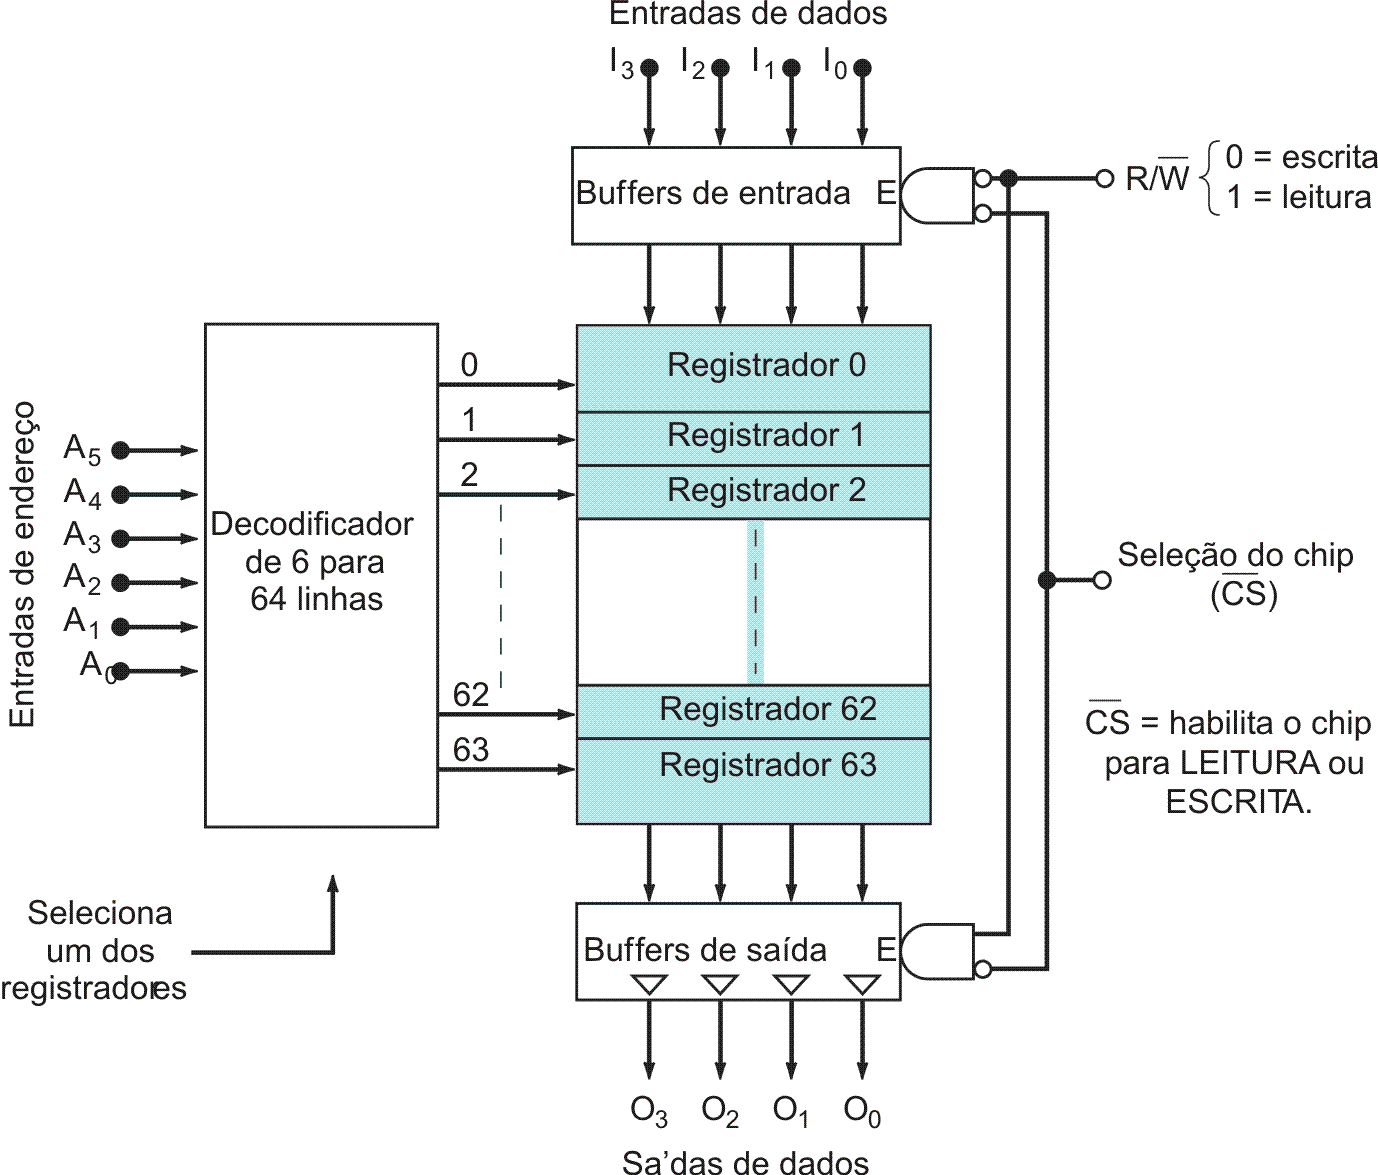 Entradas de dados
I3 I2 I1 I0
Buffers de entrada E
R/W̅ { 0 = escrita
1 = leitura
Entradas de endereço
A5
A4
A3
A2
A1
A0
Decodificador
de 6 para
64 linhas
0
1
2
62
63
Registrador 0
Registrador 1
Registrador 2
Registrador 62
Registrador 63
Seleção do chip
(C̅S̅)
C̅S̅ = habilita o chip
para LEITURA ou
ESCRITA.
Seleciona
um dos
registradores
Buffers de saída E
O3 O2 O1 O0
Sa’das de dados